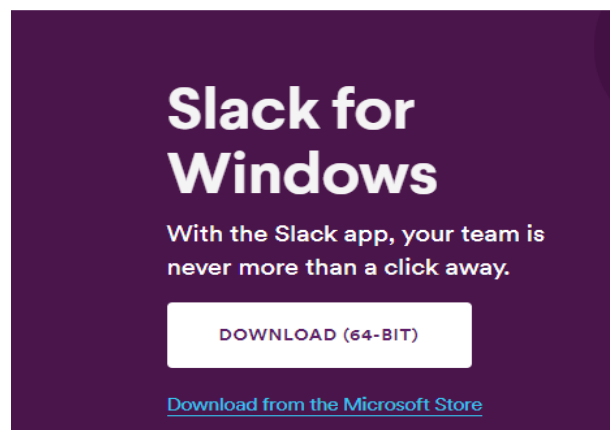 Slack for
Windows
With the Slack app, your team is
never more than a click away.
DOWNLOAD (64-BIT)
Download from the Microsoft Store